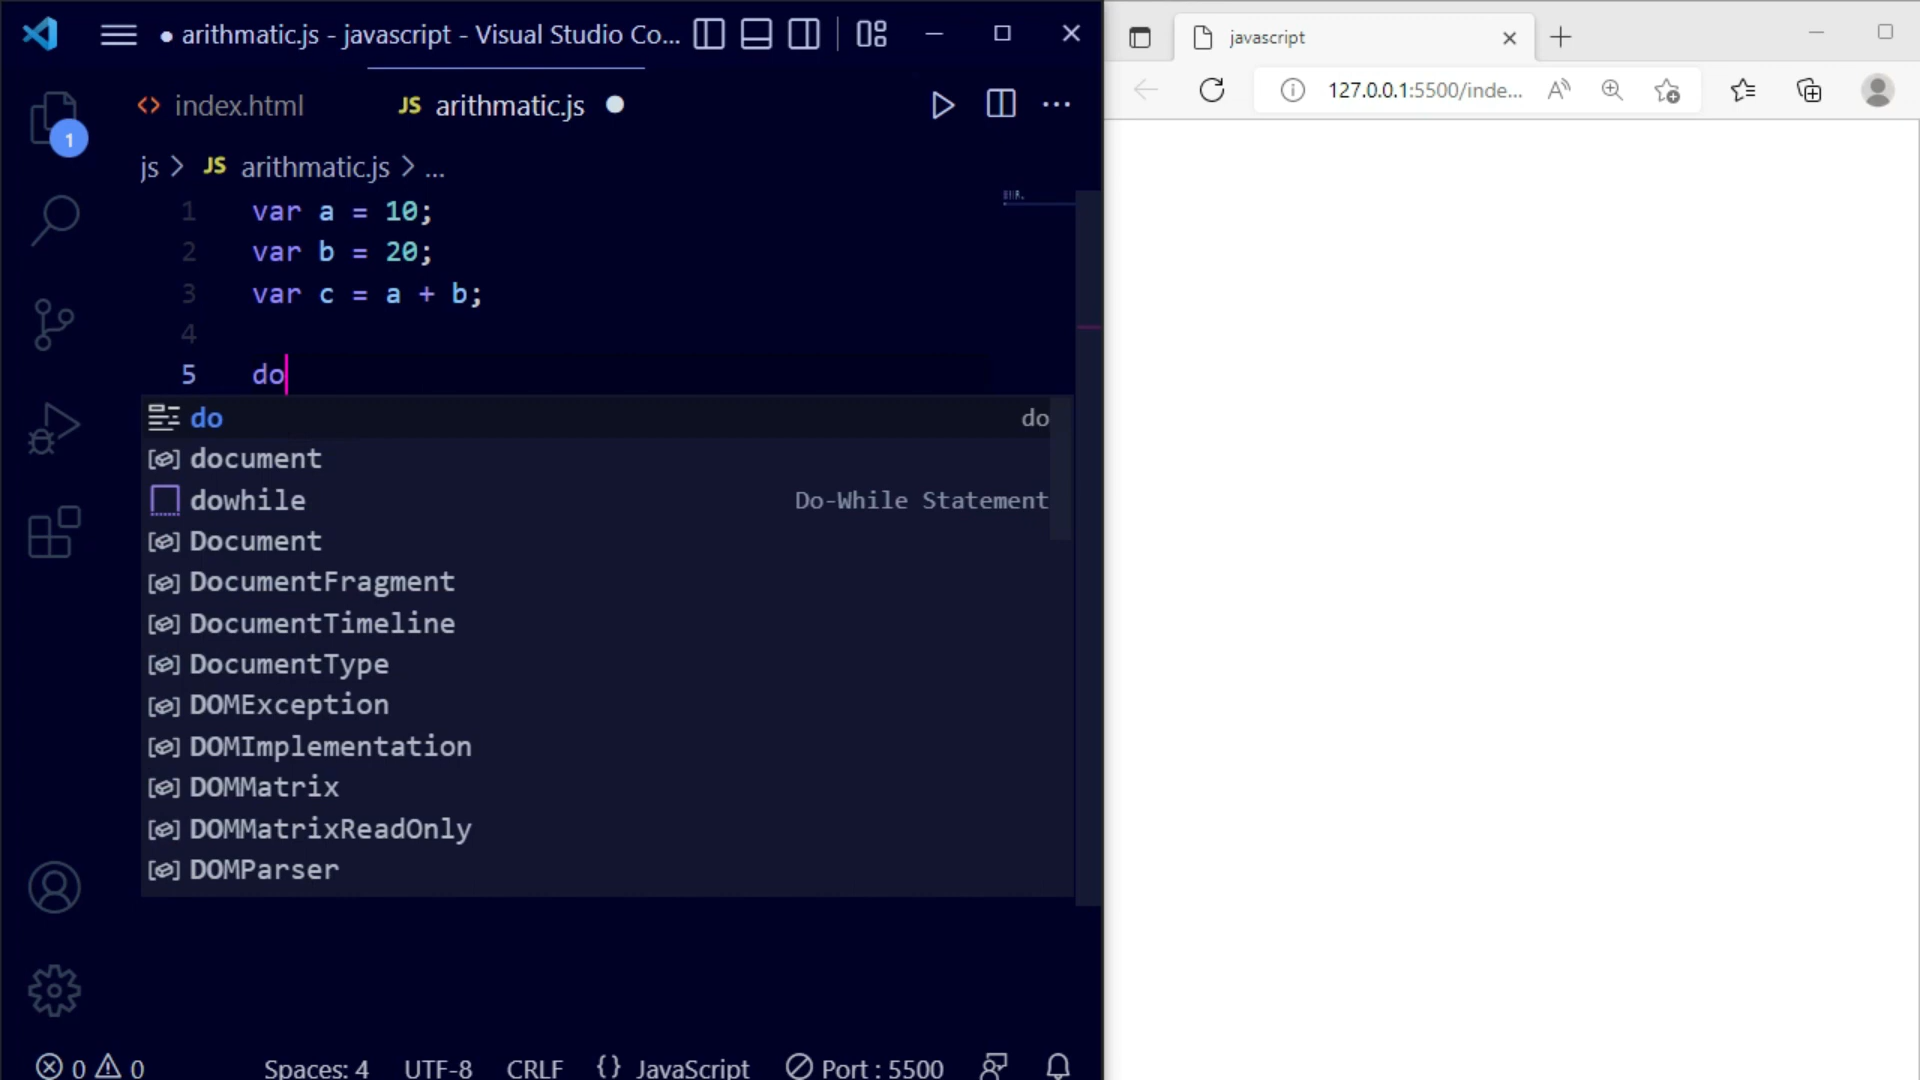 arithmatic.js - javascript - Visual Studio Co...
index.html
JS arithmatic.js
js > JS arithmatic.js > ...
1 var a = 10;
2 var b = 20;
3 var c = a + b;
4
5 do
do do
document
dowhile Do-While Statement
Document
DocumentFragment
DocumentTimeline
DocumentType
DOMException
DOMImplementation
DOMMatrix
DOMMatrixReadOnly
DOMParser
1
0 0 Spaces: 4 UTF-8 CRLF {} JavaScript Port : 5500
javascript
127.0.0.1:5500/inde...